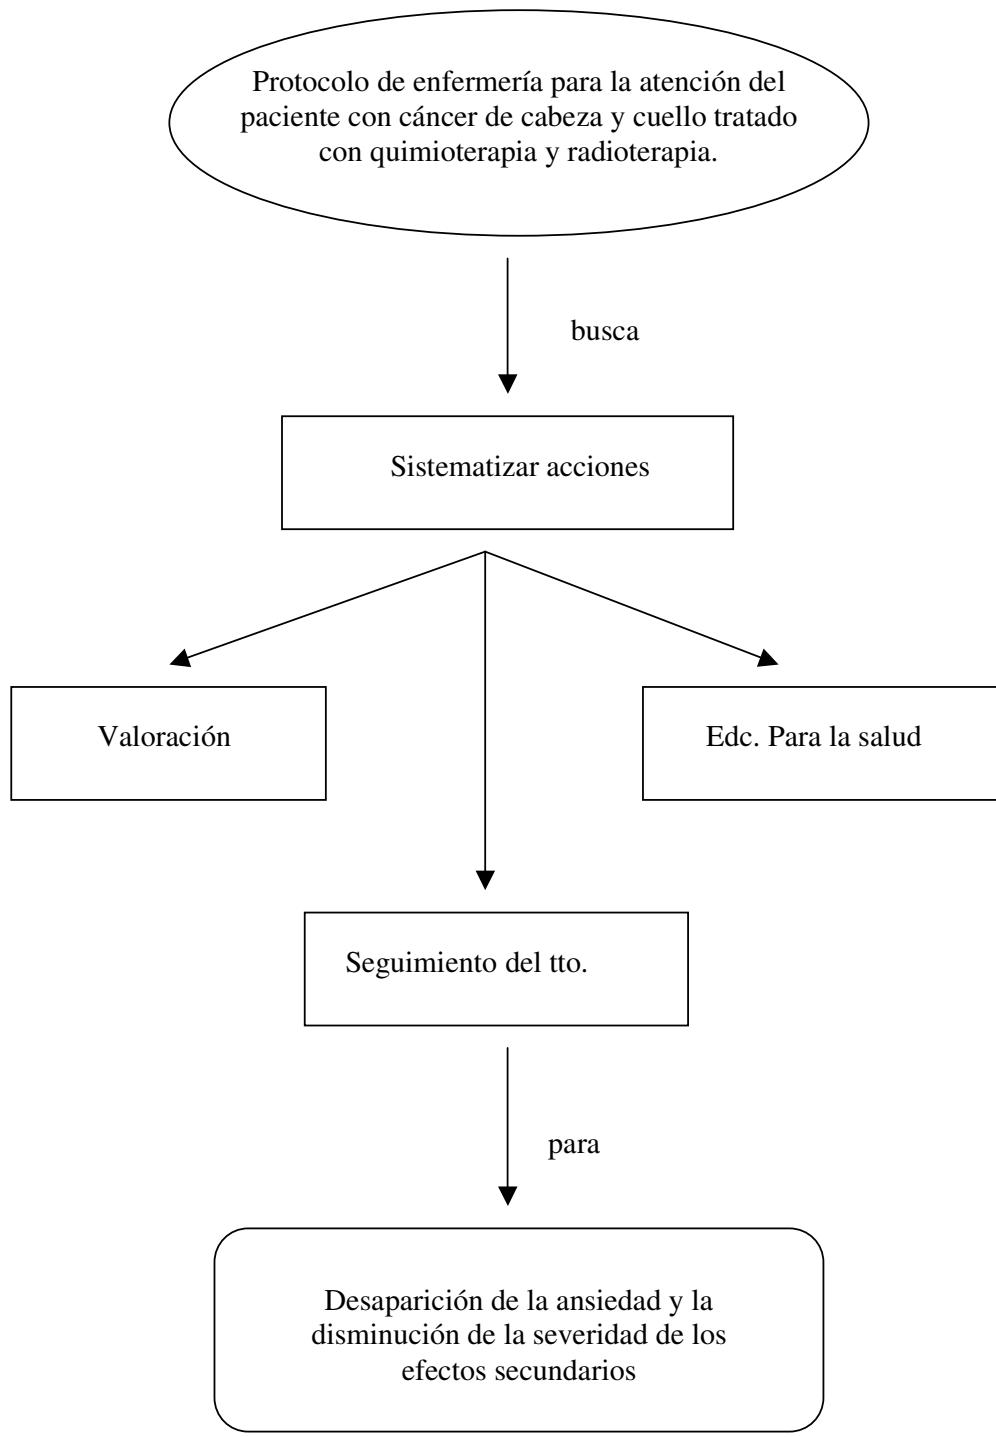 Protocolo de enfermería para la atención del
paciente con cáncer de cabeza y cuello tratado
con quimioterapia y radioterapia.
busca
Sistematizar acciones
Valoración
Edc. Para la salud
Seguimiento del tto.
para
Desaparición de la ansiedad y la
disminución de la severidad de los
efectos secundarios